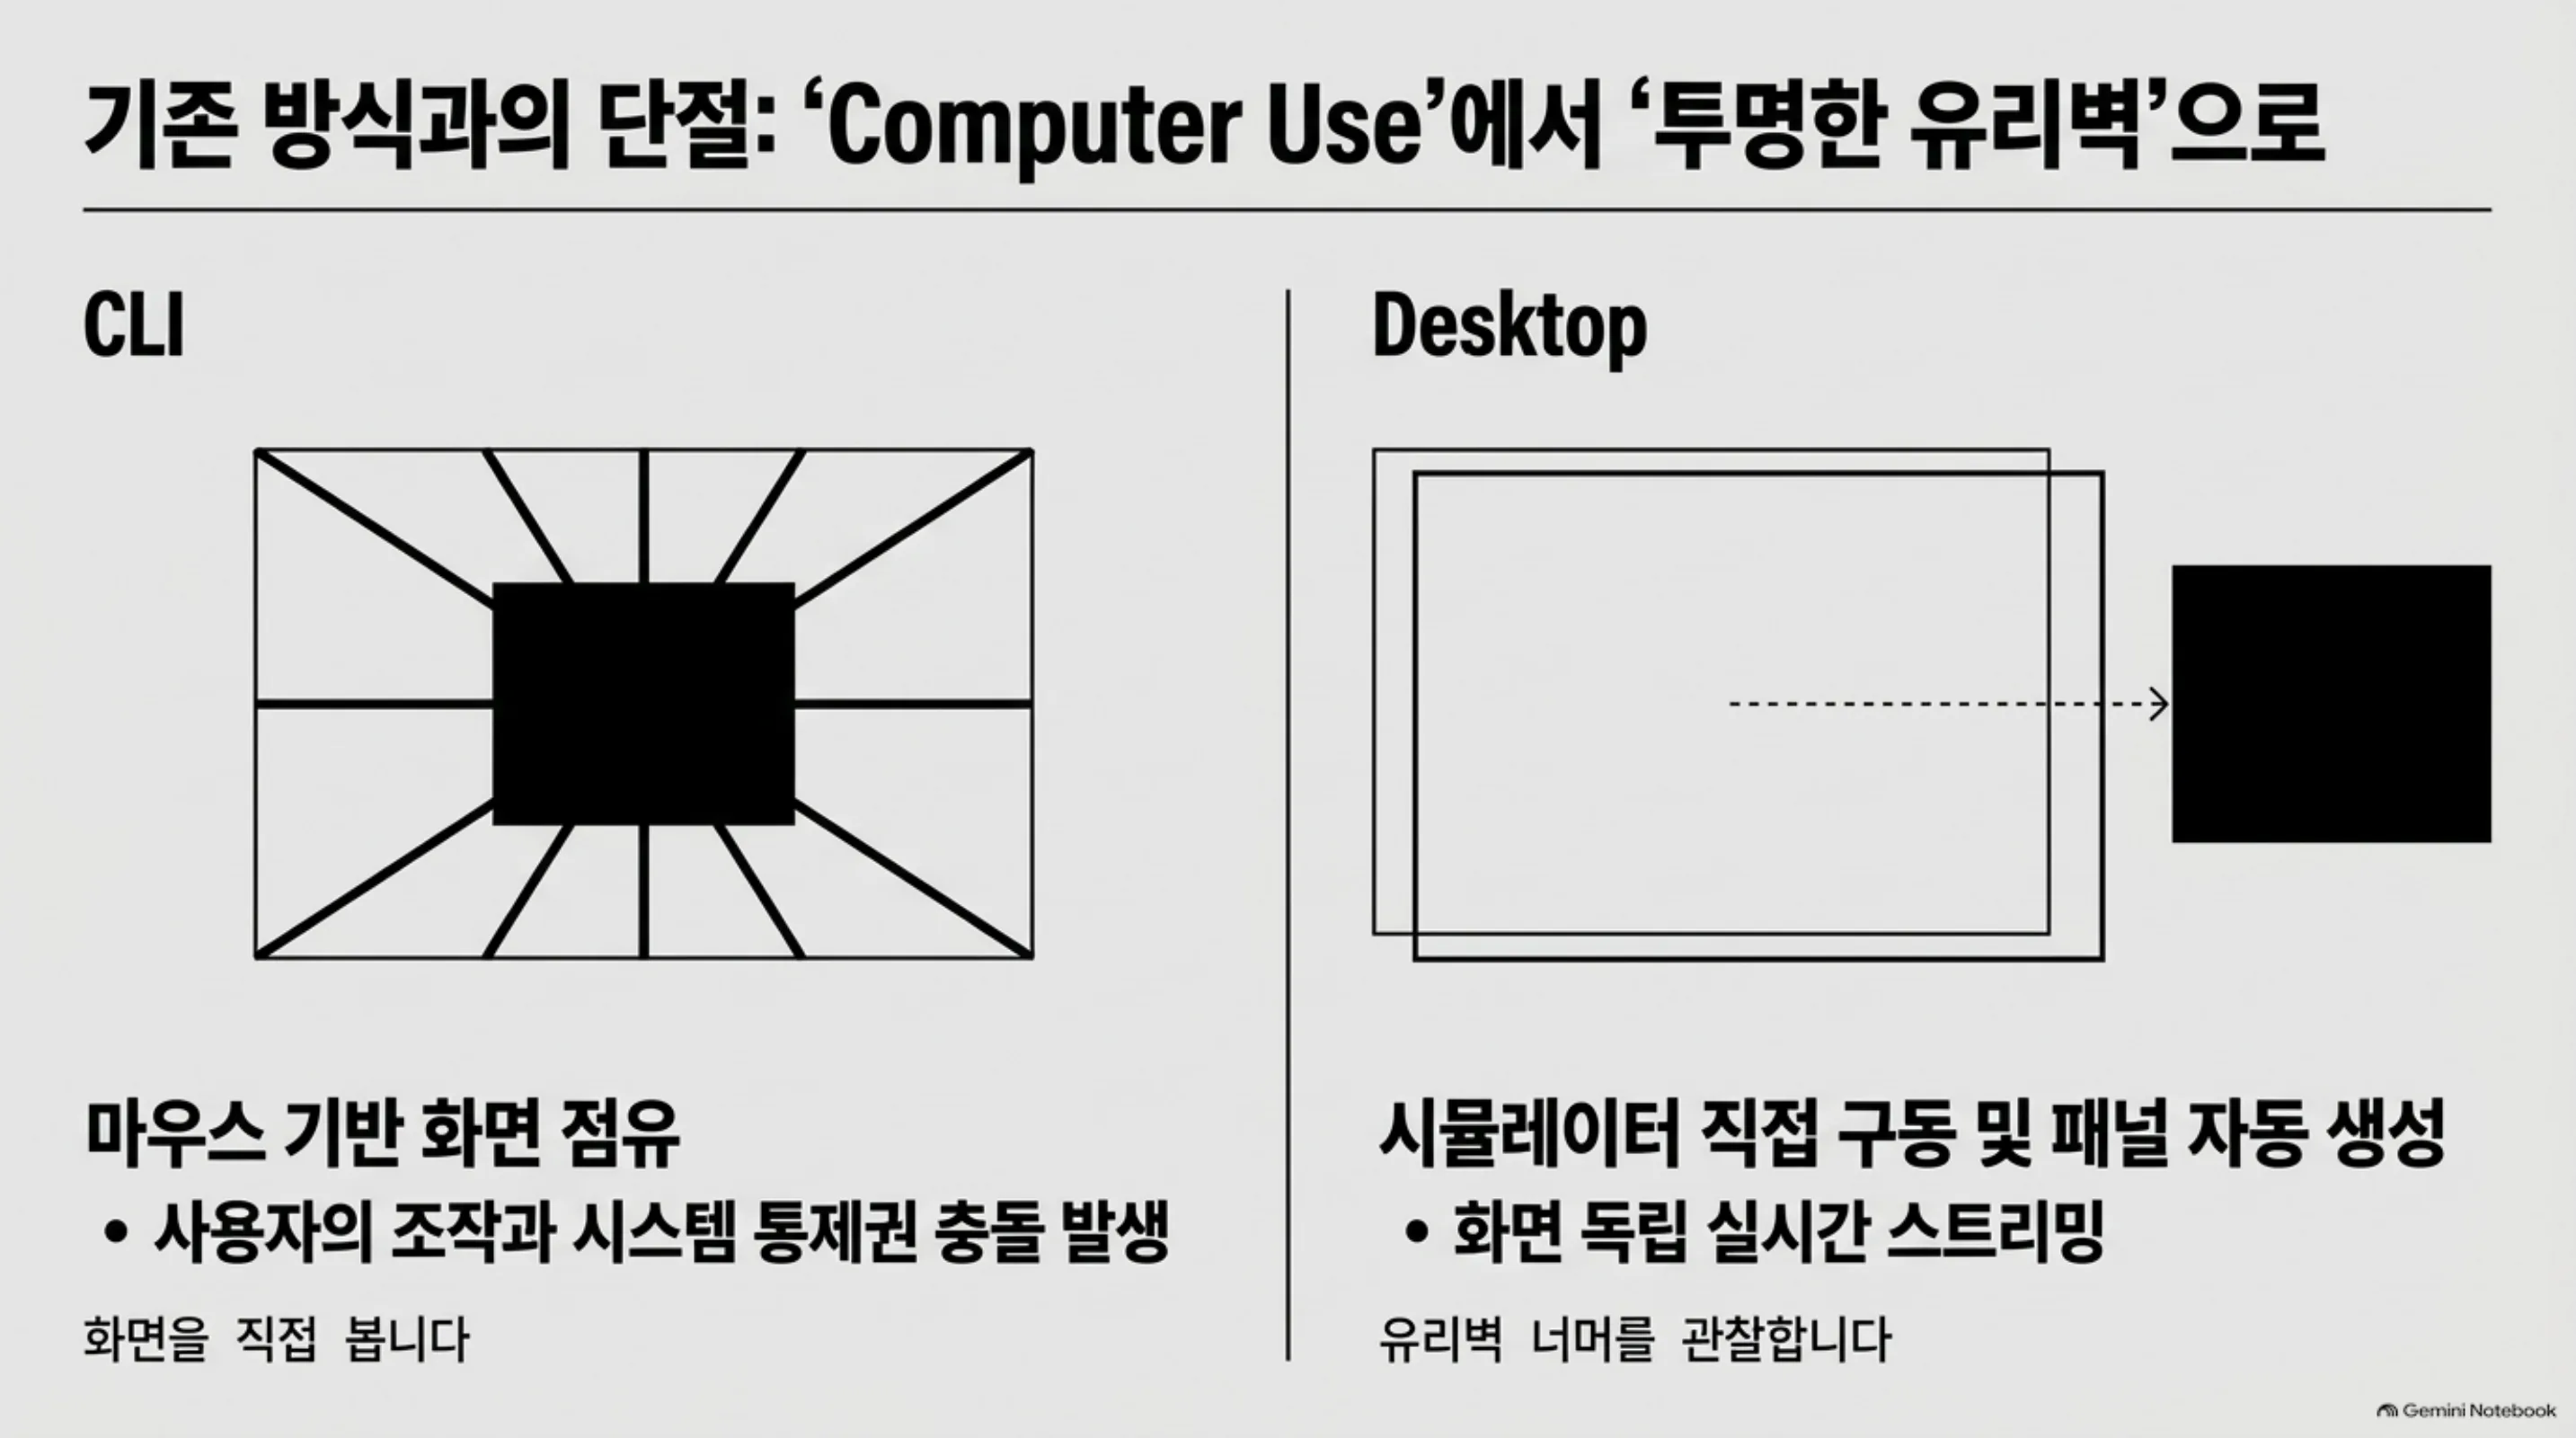 기존 방식과의 단절: ‘Computer Use’에서 ‘투명한 유리벽’으로
CLI
마우스 기반 화면 점유
• 사용자의 조작과 시스템 통제권 충돌 발생
화면을 직접 봅니다
Desktop
시뮬레이터 직접 구동 및 패널 자동 생성
• 화면 독립 실시간 스트리밍
유리벽 너머를 관찰합니다
Gemini Notebook